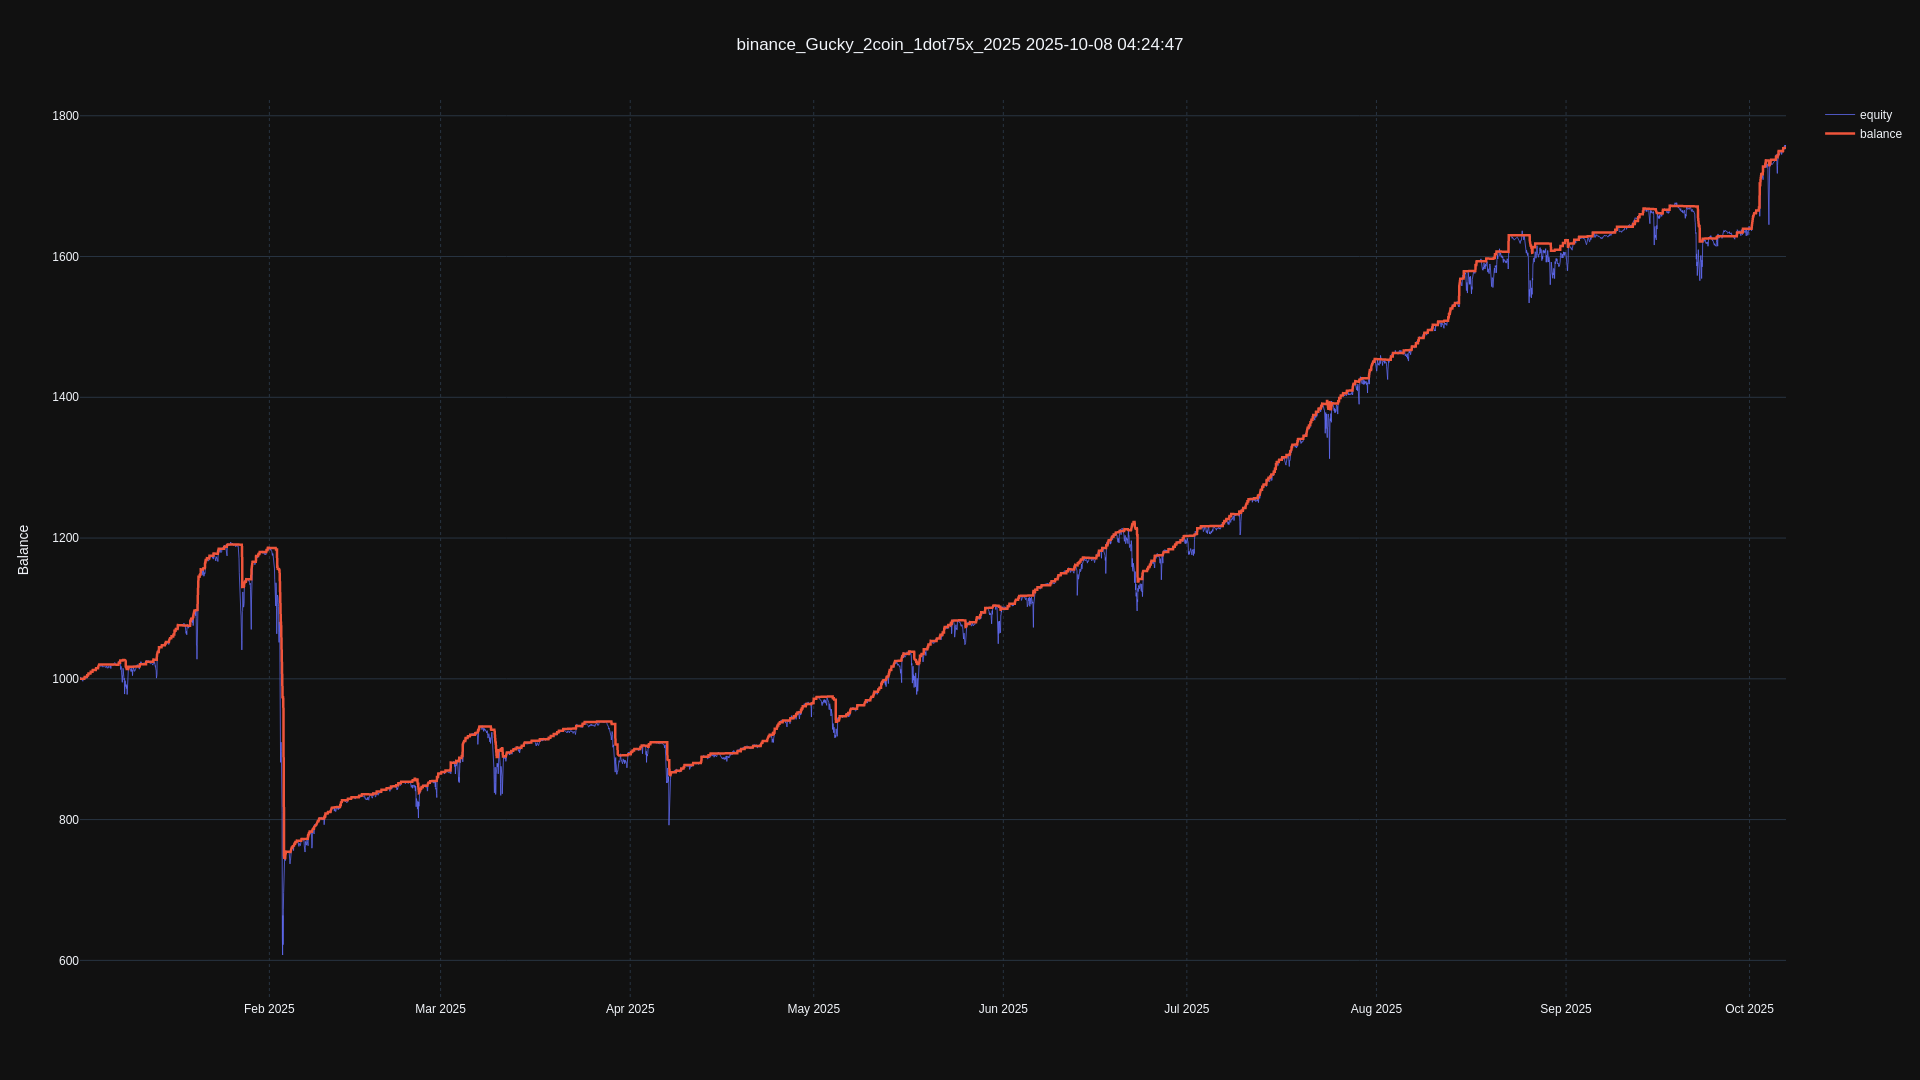 binance_Gucky_2coin_1dot75x_2025 2025-10-08 04:24:47
equity
balance
Balance
1800
1600
1400
1200
1000
800
600
Feb 2025
Mar 2025
Apr 2025
May 2025
Jun 2025
Jul 2025
Aug 2025
Sep 2025
Oct 2025